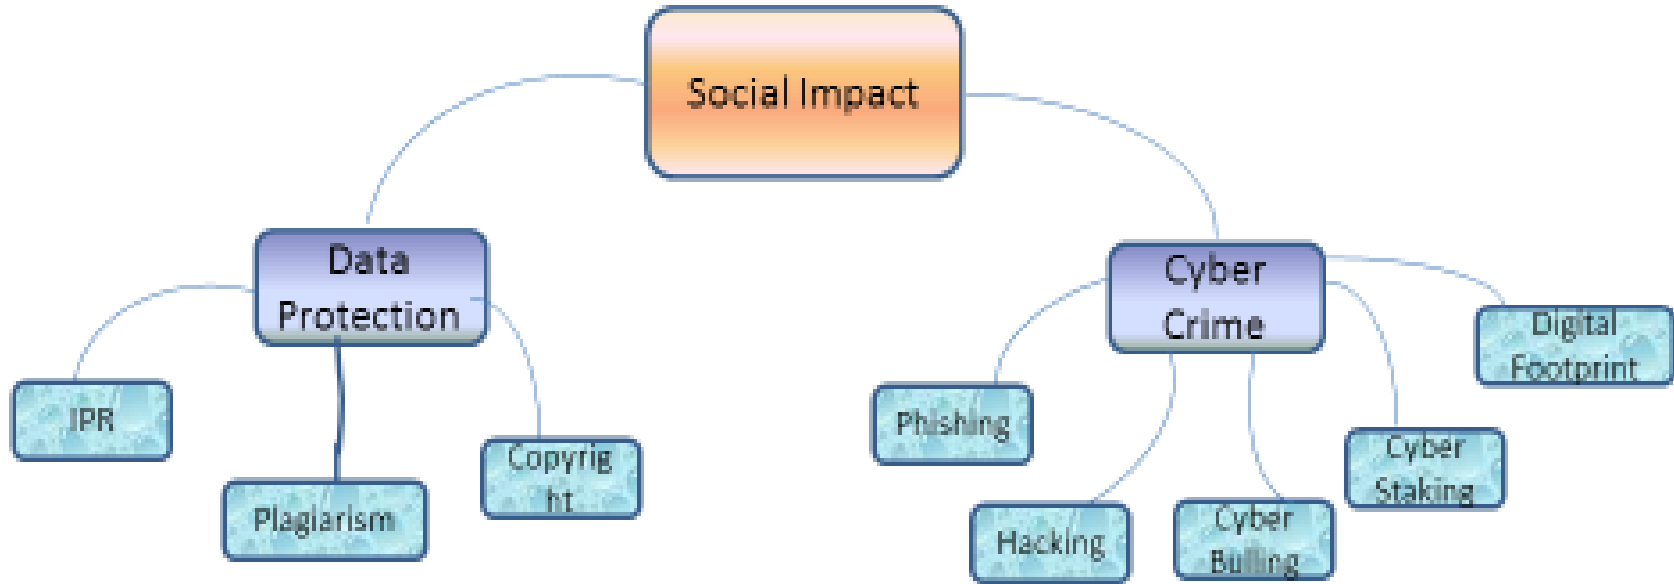 Social Impact
Data
Protection
Cyber
Crime
IPR
Plagiarism
Copyrig
ht
Phishing
Hacking
Cyber
Bulling
Cyber
Staking
Digital
Footprint